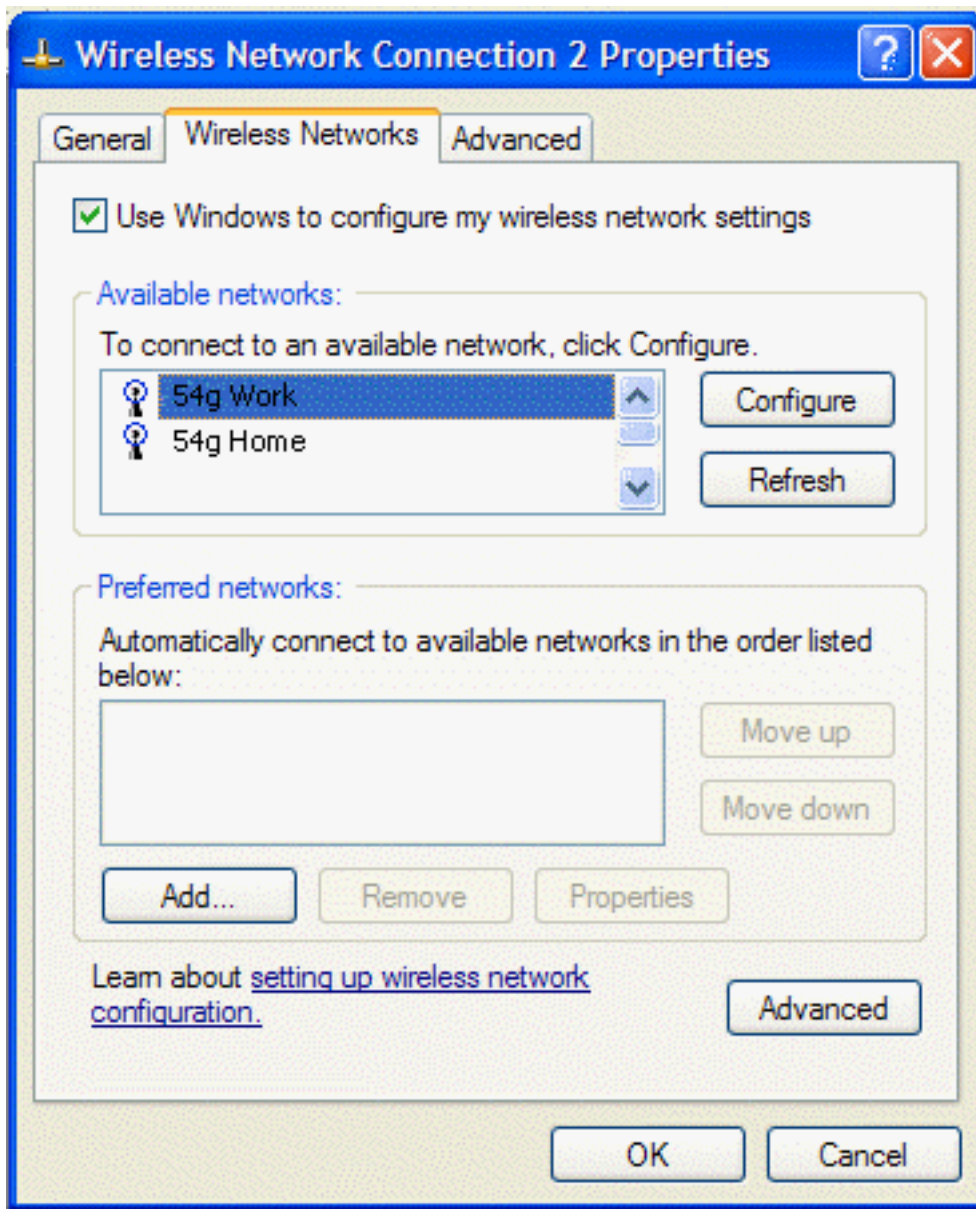 Wireless Network Connection 2 Properties
General
Wireless Networks
Advanced
Use Windows to configure my wireless network settings
Available networks:
To connect to an available network, click Configure.
54g Work
54g Home
Configure
Refresh
Preferred networks:
Automatically connect to available networks in the order listed
below:
Move up
Move down
Add...
Remove
Properties
Learn about setting up wireless network
configuration.
Advanced
OK
Cancel